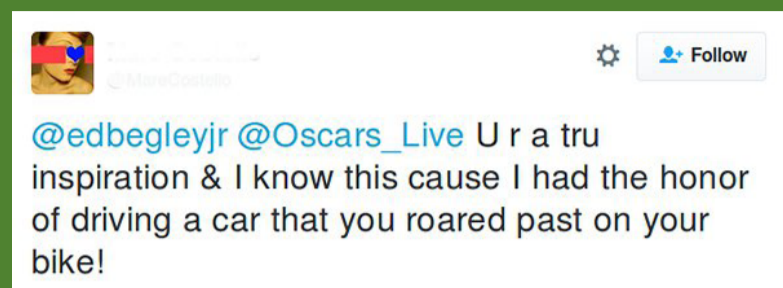 @MareCostello
Follow
@edbegleyjr @Oscars_Live U r a tru
inspiration & I know this cause I had the honor
of driving a car that you roared past on your
bike!